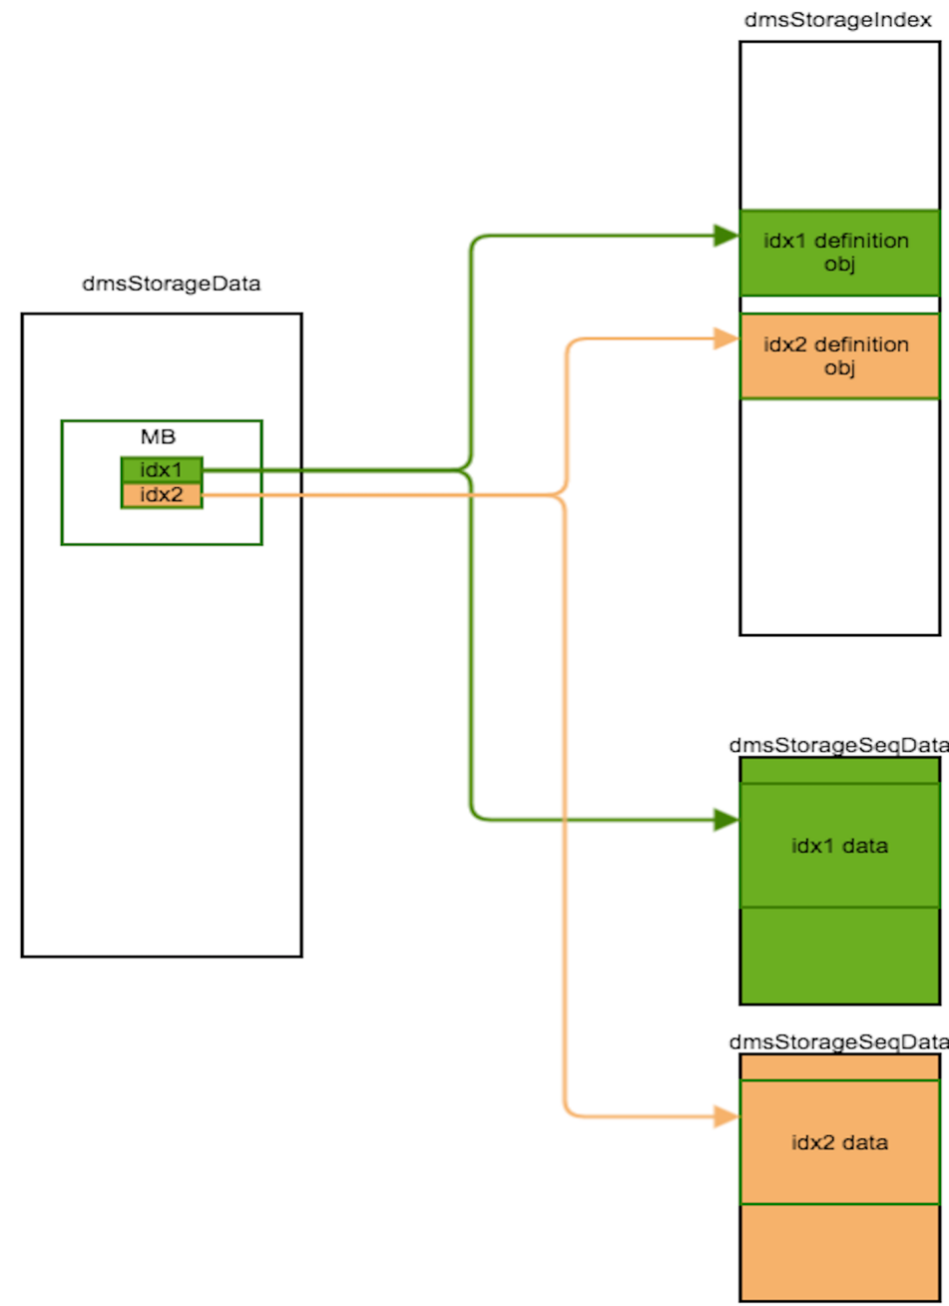 dmsStorageIndex
idx1 definition
obj
dmsStorageData
idx2 definition
obj
MB
idx1
idx2
dmsStorageSeqData
idx1 data
dmsStorageSeqData
idx2 data